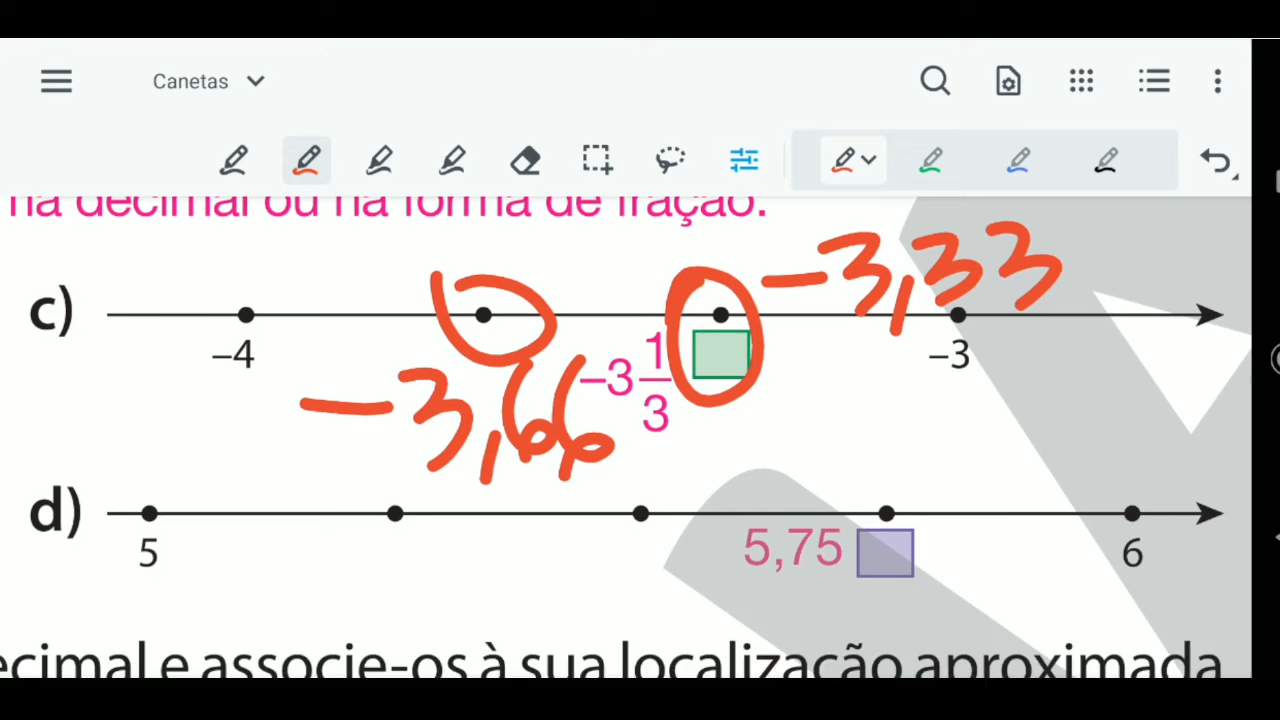 Canetas
na decimal ou na forma de fração.
c)
-3,33
–4
–3
–3 1/3
-3,66
d)
5
5,75
6
ecimal e associe-os à sua localização aproximada